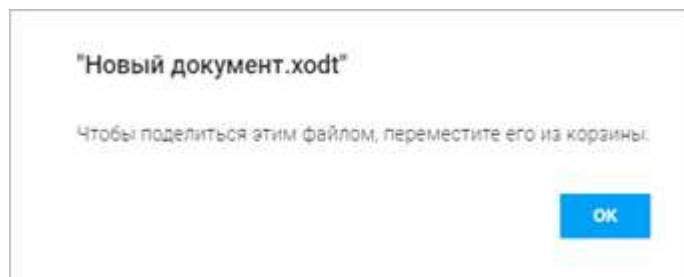 "Новый документ.xodt"
Чтобы поделиться этим файлом, переместите его из корзины.
ОК